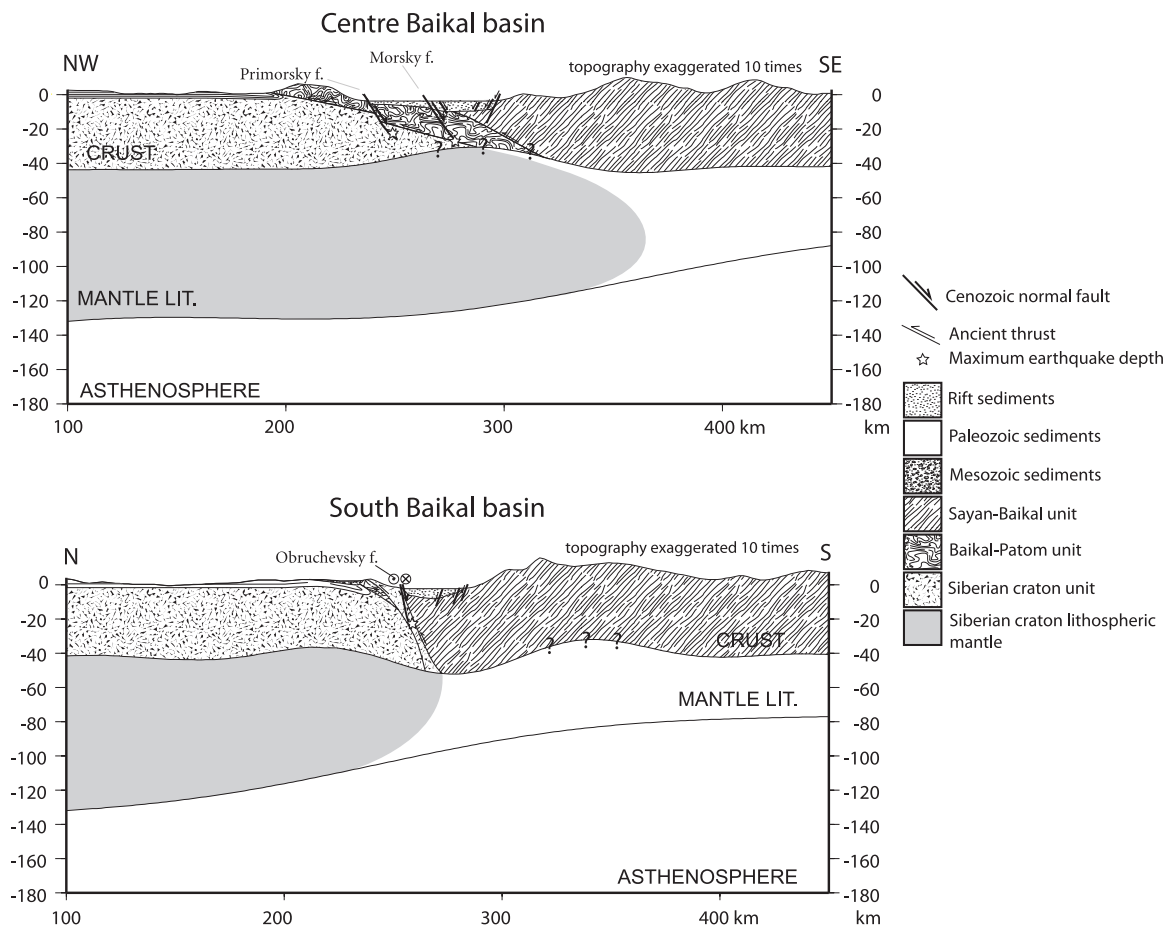 Centre Baikal basin
NW
Primorsky f.
Morsky f.
topography exaggerated 10 times
SE
0
-20
-40
-60
-80
-100
-120
-140
-160
-180
CRUST
? ? ?
MANTLE LIT.
ASTHENOSPHERE
0
-20
-40
-60
-80
-100
-120
-140
-160
-180
100
200
300
400 km
km
South Baikal basin
N
Obruchevsky f.
topography exaggerated 10 times
S
0
-20
-40
-60
-80
-100
-120
-140
-160
-180
? ? ?
CRUST
MANTLE LIT.
ASTHENOSPHERE
0
-20
-40
-60
-80
-100
-120
-140
-160
-180
100
200
300
400 km
km
Cenozoic normal fault
Ancient thrust
Maximum earthquake depth
Rift sediments
Paleozoic sediments
Mesozoic sediments
Sayan-Baikal unit
Baikal-Patom unit
Siberian craton unit
Siberian craton lithospheric
mantle